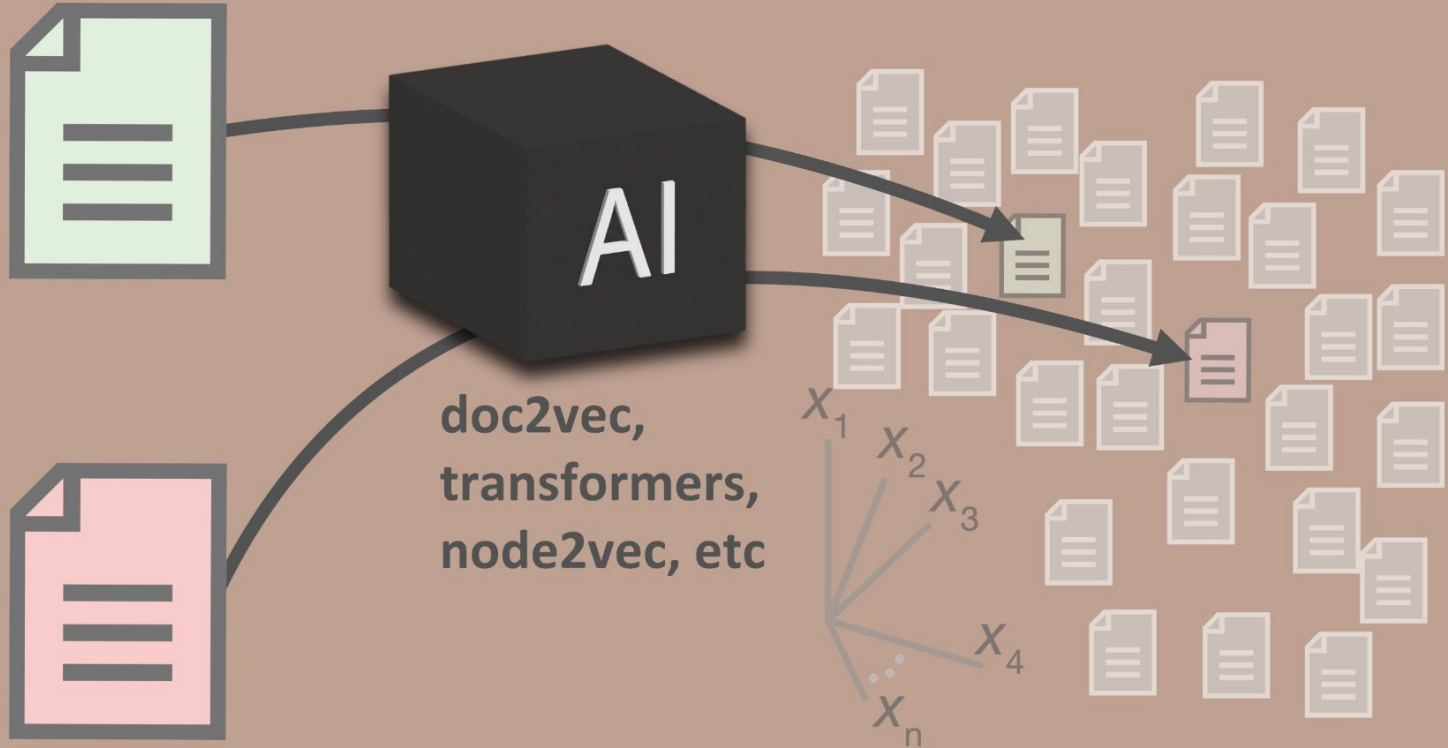 AI
doc2vec,
transformers,
node2vec, etc
x1
x2
x3
x4
xn